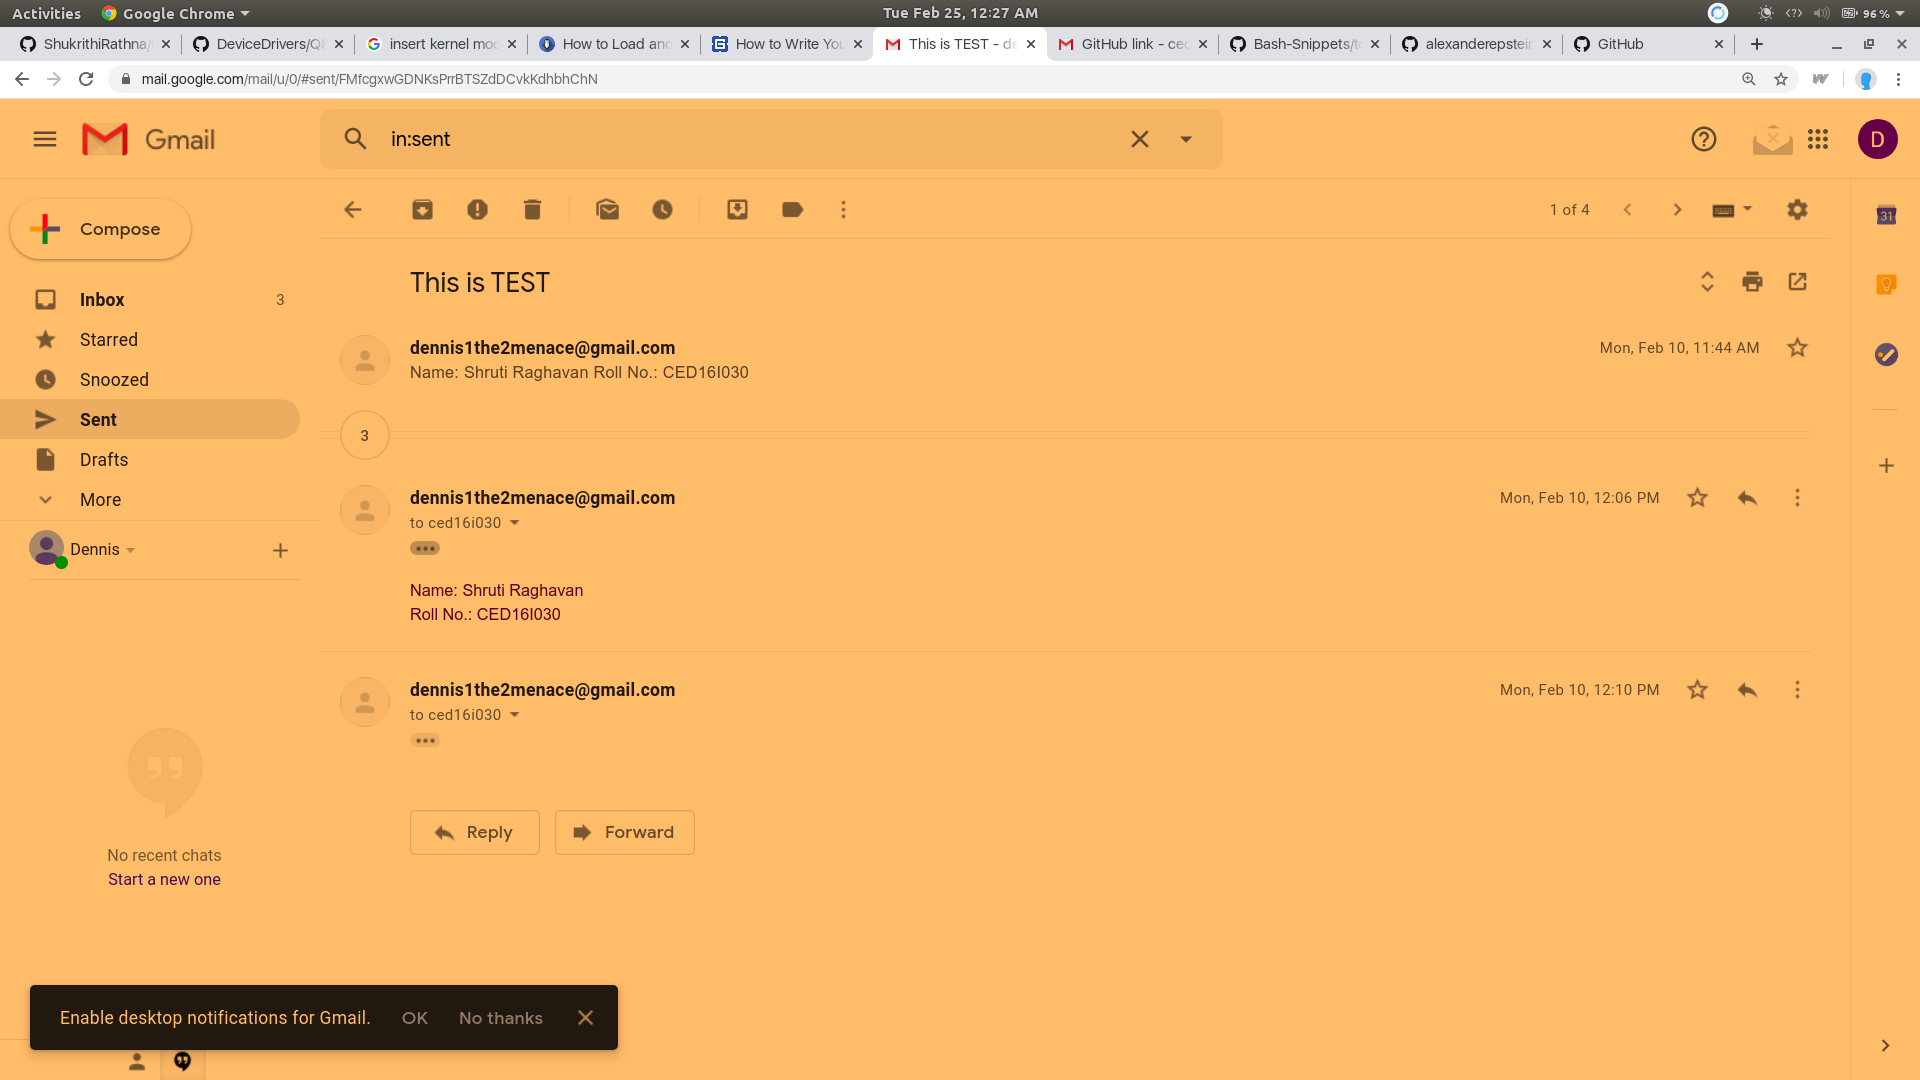 Activities
Google Chrome
Tue Feb 25, 12:27 AM
96 %
ShukrithiRathna/
DeviceDrivers/
insert kernel mod
How to Load and
How to Write You
This is TEST - de
GitHub link - ced
Bash-Snippets/to
alexanderepstein
GitHub
mail.google.com/mail/u/0/#sent/FMfcgxwGDNKsPrrBTSZdDCvkKdhbhChN
Gmail
in:sent
D
Compose
1 of 4
31
This is TEST
Inbox
3
Starred
Snoozed
Sent
Drafts
More
Dennis
dennis1the2menace@gmail.com
Mon, Feb 10, 11:44 AM
Name: Shruti Raghavan Roll No.: CED16I030
3
dennis1the2menace@gmail.com
Mon, Feb 10, 12:06 PM
to ced16i030
Name: Shruti Raghavan
Roll No.: CED16I030
dennis1the2menace@gmail.com
Mon, Feb 10, 12:10 PM
to ced16i030
Reply
Forward
No recent chats
Start a new one
Enable desktop notifications for Gmail.
OK
No thanks